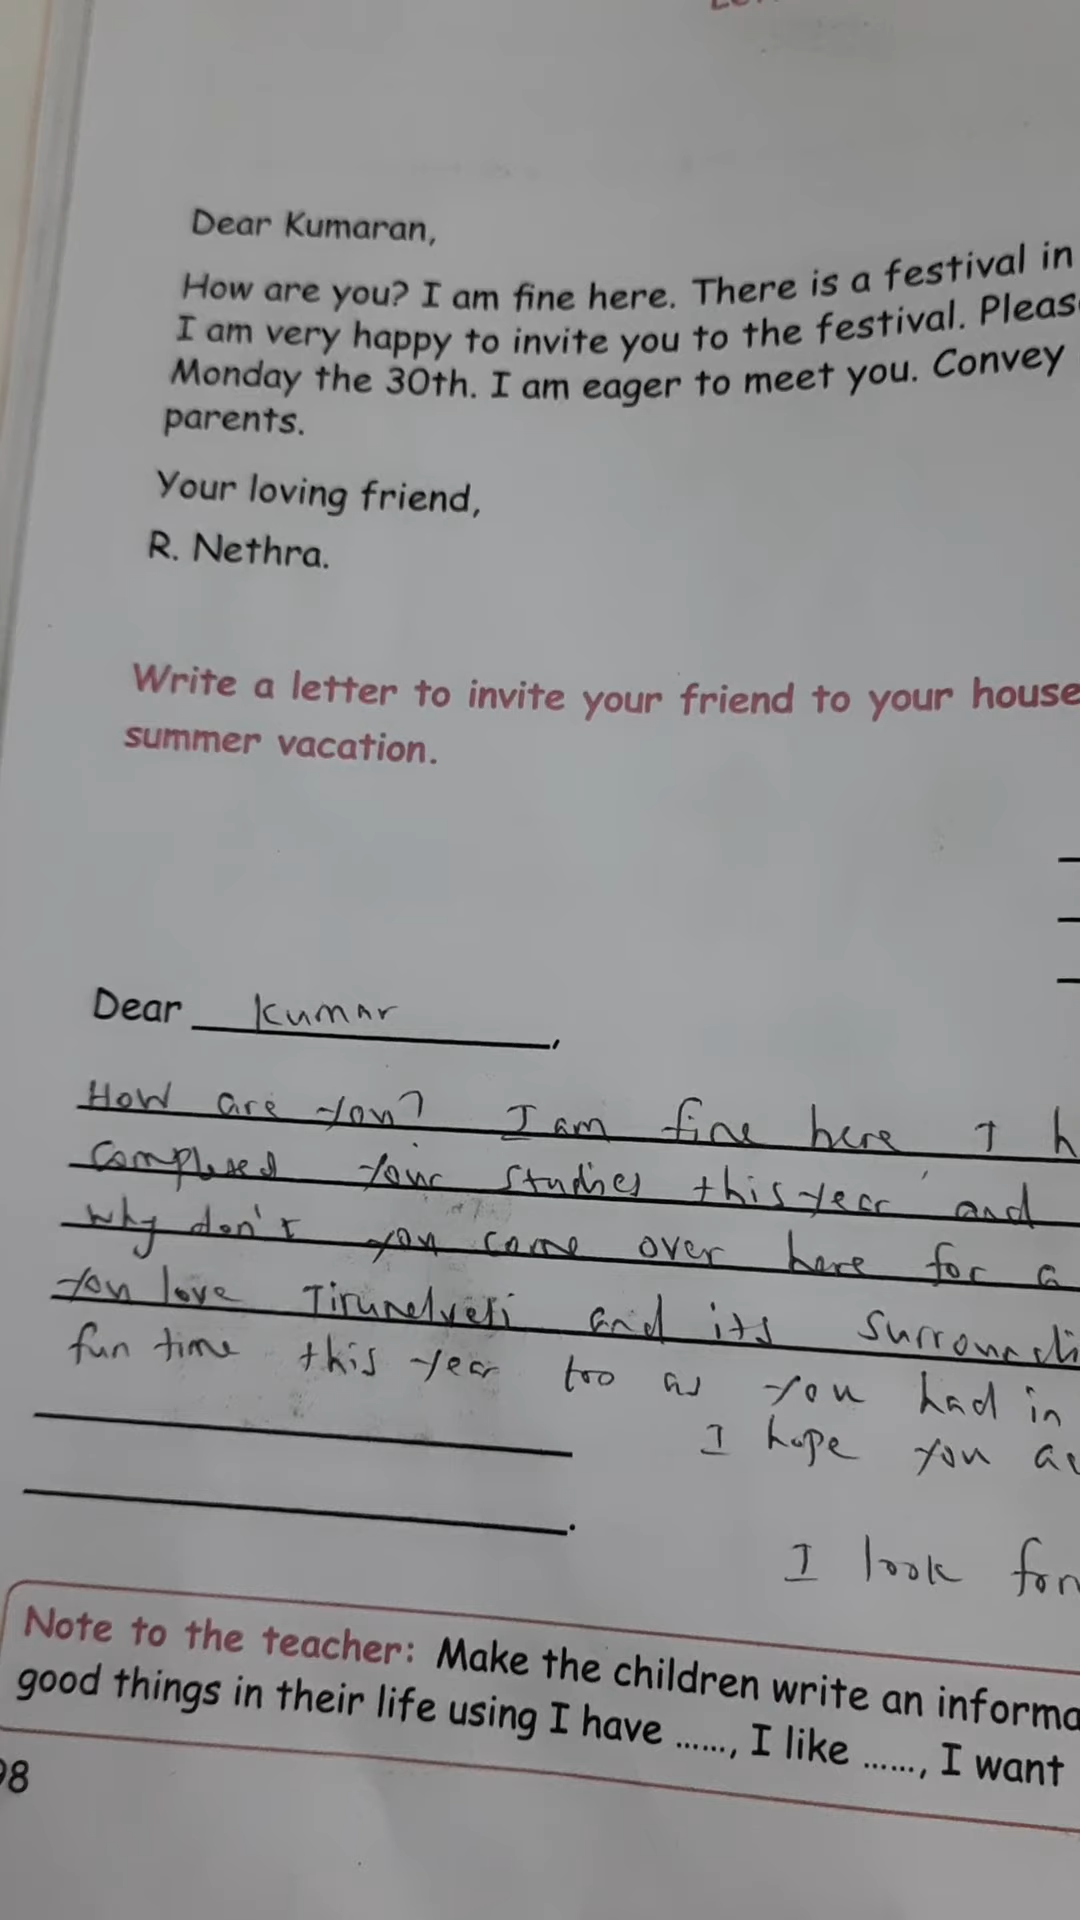 Dear Kumaran,
How are you? I am fine here. There is a festival in
I am very happy to invite you to the festival. Pleas
Monday the 30th. I am eager to meet you. Convey
parents.
Your loving friend,
R. Nethra.
Write a letter to invite your friend to your house
summer vacation.
Dear Kumar,
How are you? I am fine here I h
your studies this year and
why don't you come over here for a
you love Tirunelveli and its
fun time this year too as you had in
I hope you
I look for
Note to the teacher: Make the children write an informa
good things in their life using I have ......, I like ......, I want
98